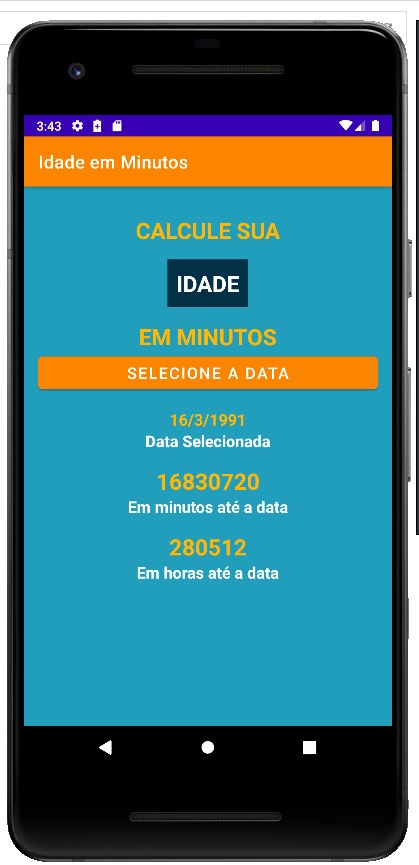 3:43
Idade em Minutos
CALCULE SUA
IDADE
EM MINUTOS
SELECIONE A DATA
16/3/1991
Data Selecionada
16830720
Em minutos até a data
280512
Em horas até a data